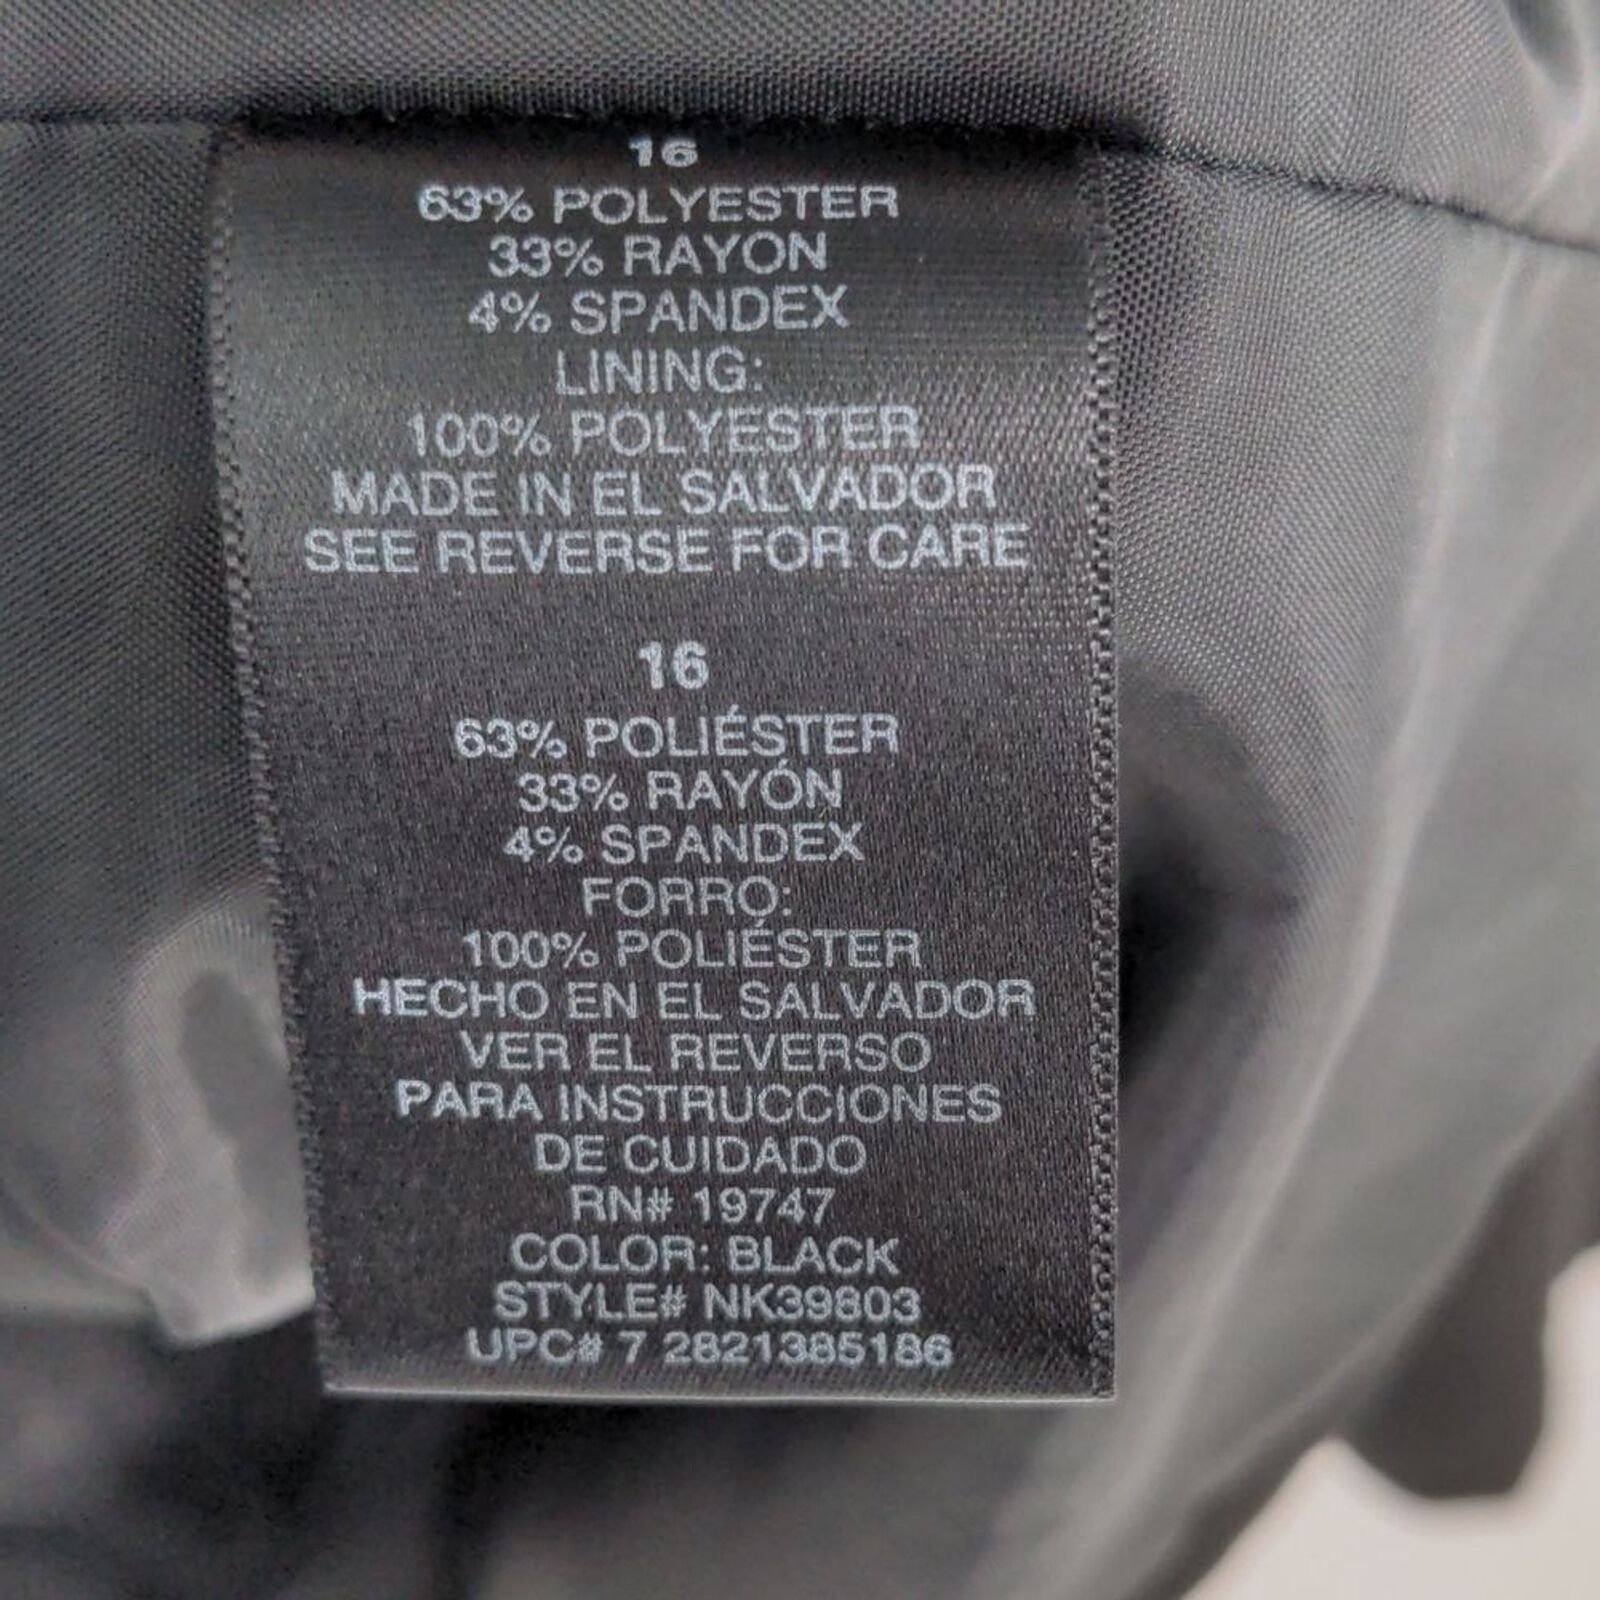 16
63% POLYESTER
33% RAYON
4% SPANDEX
LINING:
100% POLYESTER
MADE IN EL SALVADOR
SEE REVERSE FOR CARE
16
63% POLIÉSTER
33% RAYÓN
4% SPANDEX
FORRO:
100% POLIÉSTER
HECHO EN EL SALVADOR
VER EL REVERSO
PARA INSTRUCCIONES
DE CUIDADO
RN# 19747
COLOR: BLACK
STYLE# NK39803
UPC# 7 2821385186